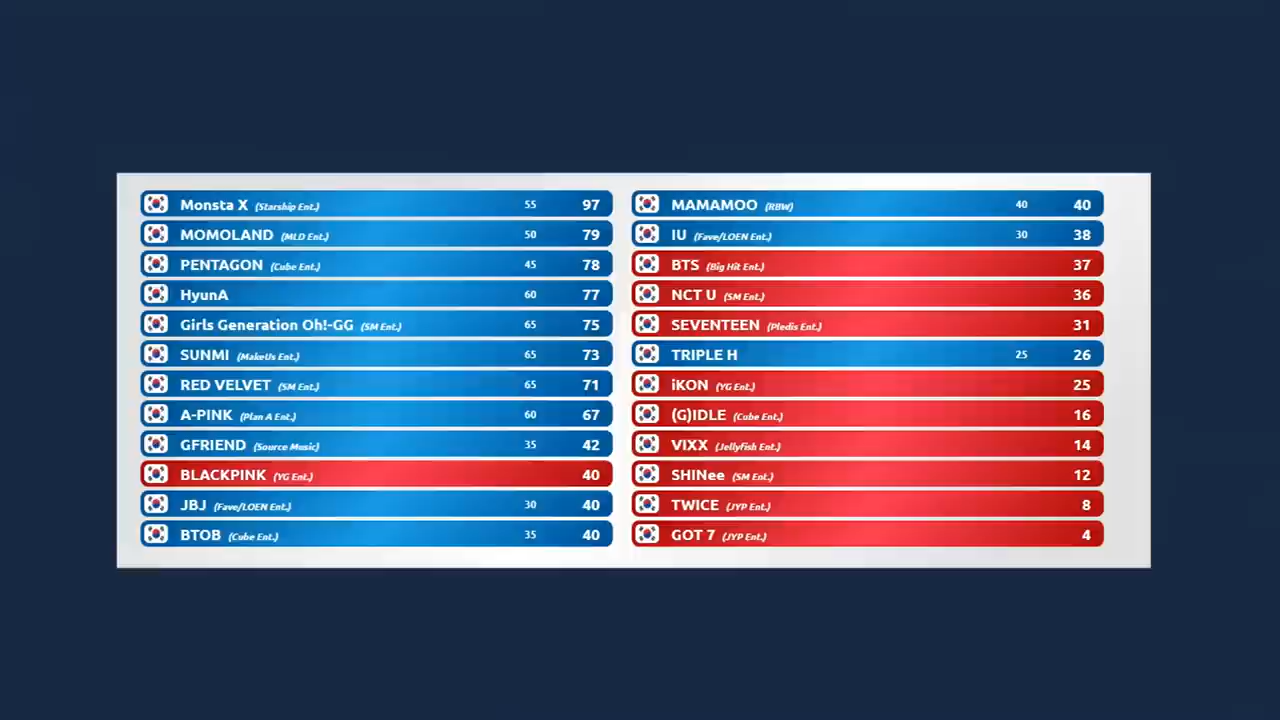 Monsta X (Starship Ent.) 55 97
MOMOLAND (MLD Ent.) 50 79
PENTAGON (Cube Ent.) 45 78
HyunA 60 77
Girls Generation Oh!-GG (SM Ent.) 65 75
SUNMI (MakeUs Ent.) 65 73
RED VELVET (SM Ent.) 65 71
A-PINK (Plan A Ent.) 60 67
GFRIEND (Source Music) 35 42
BLACKPINK (YG Ent.) 40
JBJ (Fave/LOEN Ent.) 30 40
BTOB (Cube Ent.) 35 40
MAMAMOO (RBW) 40 40
IU (Fave/LOEN Ent.) 30 38
BTS (Big Hit Ent.) 37
NCT U (SM Ent.) 36
SEVENTEEN (Pledis Ent.) 31
TRIPLE H 25 26
iKON (YG Ent.) 25
(G)IDLE (Cube Ent.) 16
VIXX (Jellyfish Ent.) 14
SHINee (SM Ent.) 12
TWICE (JYP Ent.) 8
GOT 7 (JYP Ent.) 4